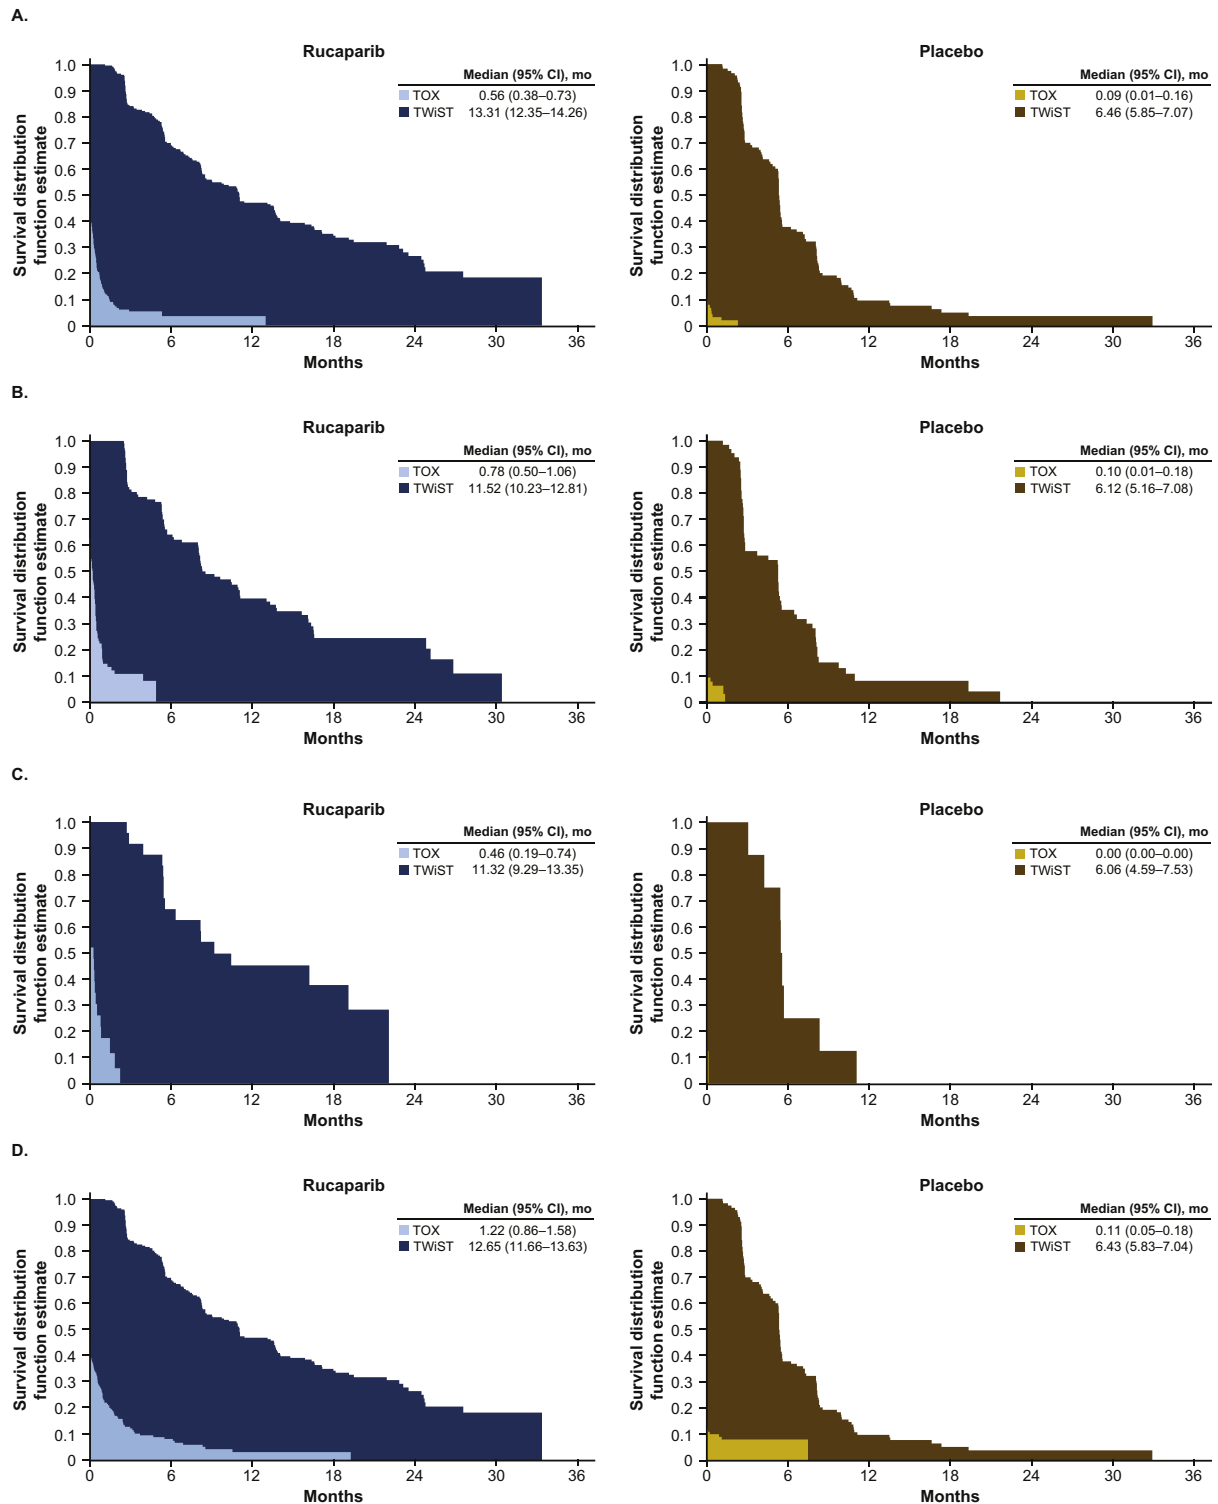 A.
Rucaparib
Median (95% CI), mo
TOX 0.56 (0.38–0.73)
TWiST 13.31 (12.35–14.26)
Survival distribution
function estimate
1.0
0.9
0.8
0.7
0.6
0.5
0.4
0.3
0.2
0.1
0
0 6 12 18 24 30 36
Months
Placebo
Median (95% CI), mo
TOX 0.09 (0.01–0.16)
TWiST 6.46 (5.85–7.07)
Survival distribution
function estimate
1.0
0.9
0.8
0.7
0.6
0.5
0.4
0.3
0.2
0.1
0
0 6 12 18 24 30 36
Months
B.
Rucaparib
Median (95% CI), mo
TOX 0.78 (0.50–1.06)
TWiST 11.52 (10.23–12.81)
Survival distribution
function estimate
1.0
0.9
0.8
0.7
0.6
0.5
0.4
0.3
0.2
0.1
0
0 6 12 18 24 30 36
Months
Placebo
Median (95% CI), mo
TOX 0.10 (0.01–0.18)
TWiST 6.12 (5.16–7.08)
Survival distribution
function estimate
1.0
0.9
0.8
0.7
0.6
0.5
0.4
0.3
0.2
0.1
0
0 6 12 18 24 30 36
Months
C.
Rucaparib
Median (95% CI), mo
TOX 0.46 (0.19–0.74)
TWiST 11.32 (9.29–13.35)
Survival distribution
function estimate
1.0
0.9
0.8
0.7
0.6
0.5
0.4
0.3
0.2
0.1
0
0 6 12 18 24 30 36
Months
Placebo
Median (95% CI), mo
TOX 0.00 (0.00–0.00)
TWiST 6.06 (4.59–7.53)
Survival distribution
function estimate
1.0
0.9
0.8
0.7
0.6
0.5
0.4
0.3
0.2
0.1
0
0 6 12 18 24 30 36
Months
D.
Rucaparib
Median (95% CI), mo
TOX 1.22 (0.86–1.58)
TWiST 12.65 (11.66–13.63)
Survival distribution
function estimate
1.0
0.9
0.8
0.7
0.6
0.5
0.4
0.3
0.2
0.1
0
0 6 12 18 24 30 36
Months
Placebo
Median (95% CI), mo
TOX 0.11 (0.05–0.18)
TWiST 6.43 (5.83–7.04)
Survival distribution
function estimate
1.0
0.9
0.8
0.7
0.6
0.5
0.4
0.3
0.2
0.1
0
0 6 12 18 24 30 36
Months